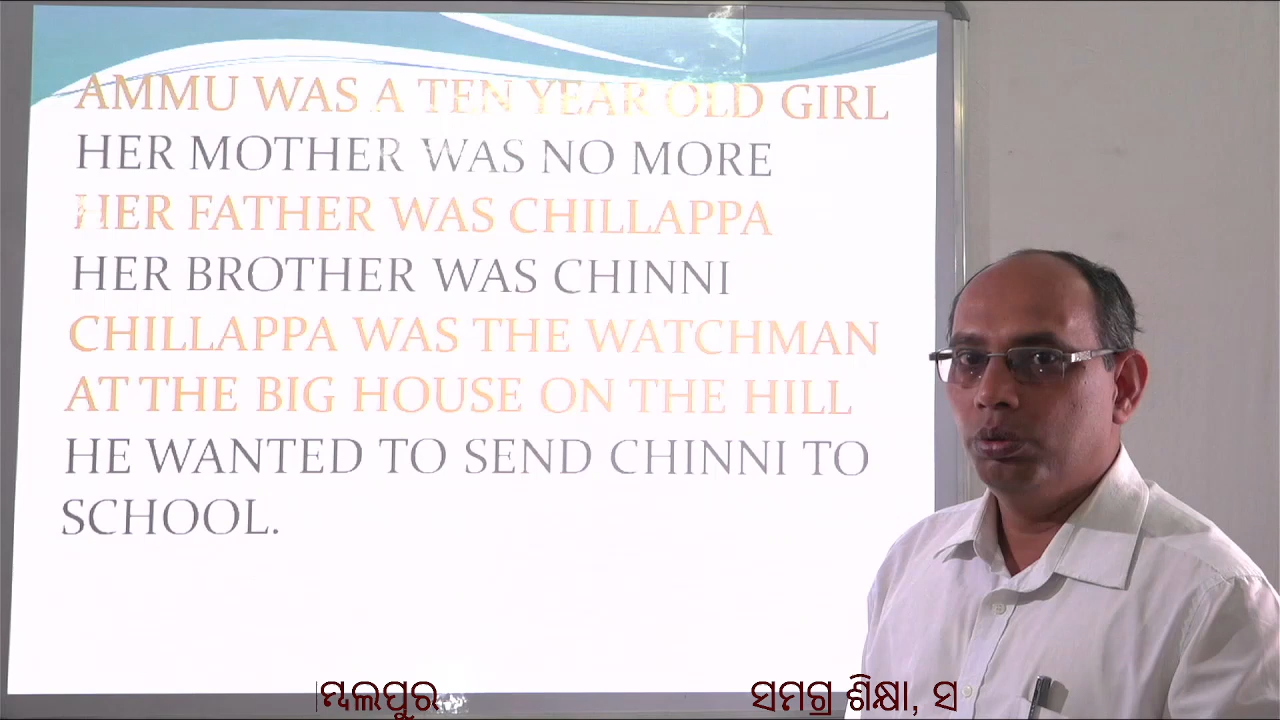 AMMU WAS A TEN YEAR OLD GIRL
HER MOTHER WAS NO MORE
HER FATHER WAS CHILLAPPA
HER BROTHER WAS CHINNI
CHILLAPPA WAS THE WATCHMAN
AT THE BIG HOUSE ON THE HILL
HE WANTED TO SEND CHINNI TO
SCHOOL.
ମ୍ବଲପୁର ସମଗ୍ର ଶିକ୍ଷା, ସ